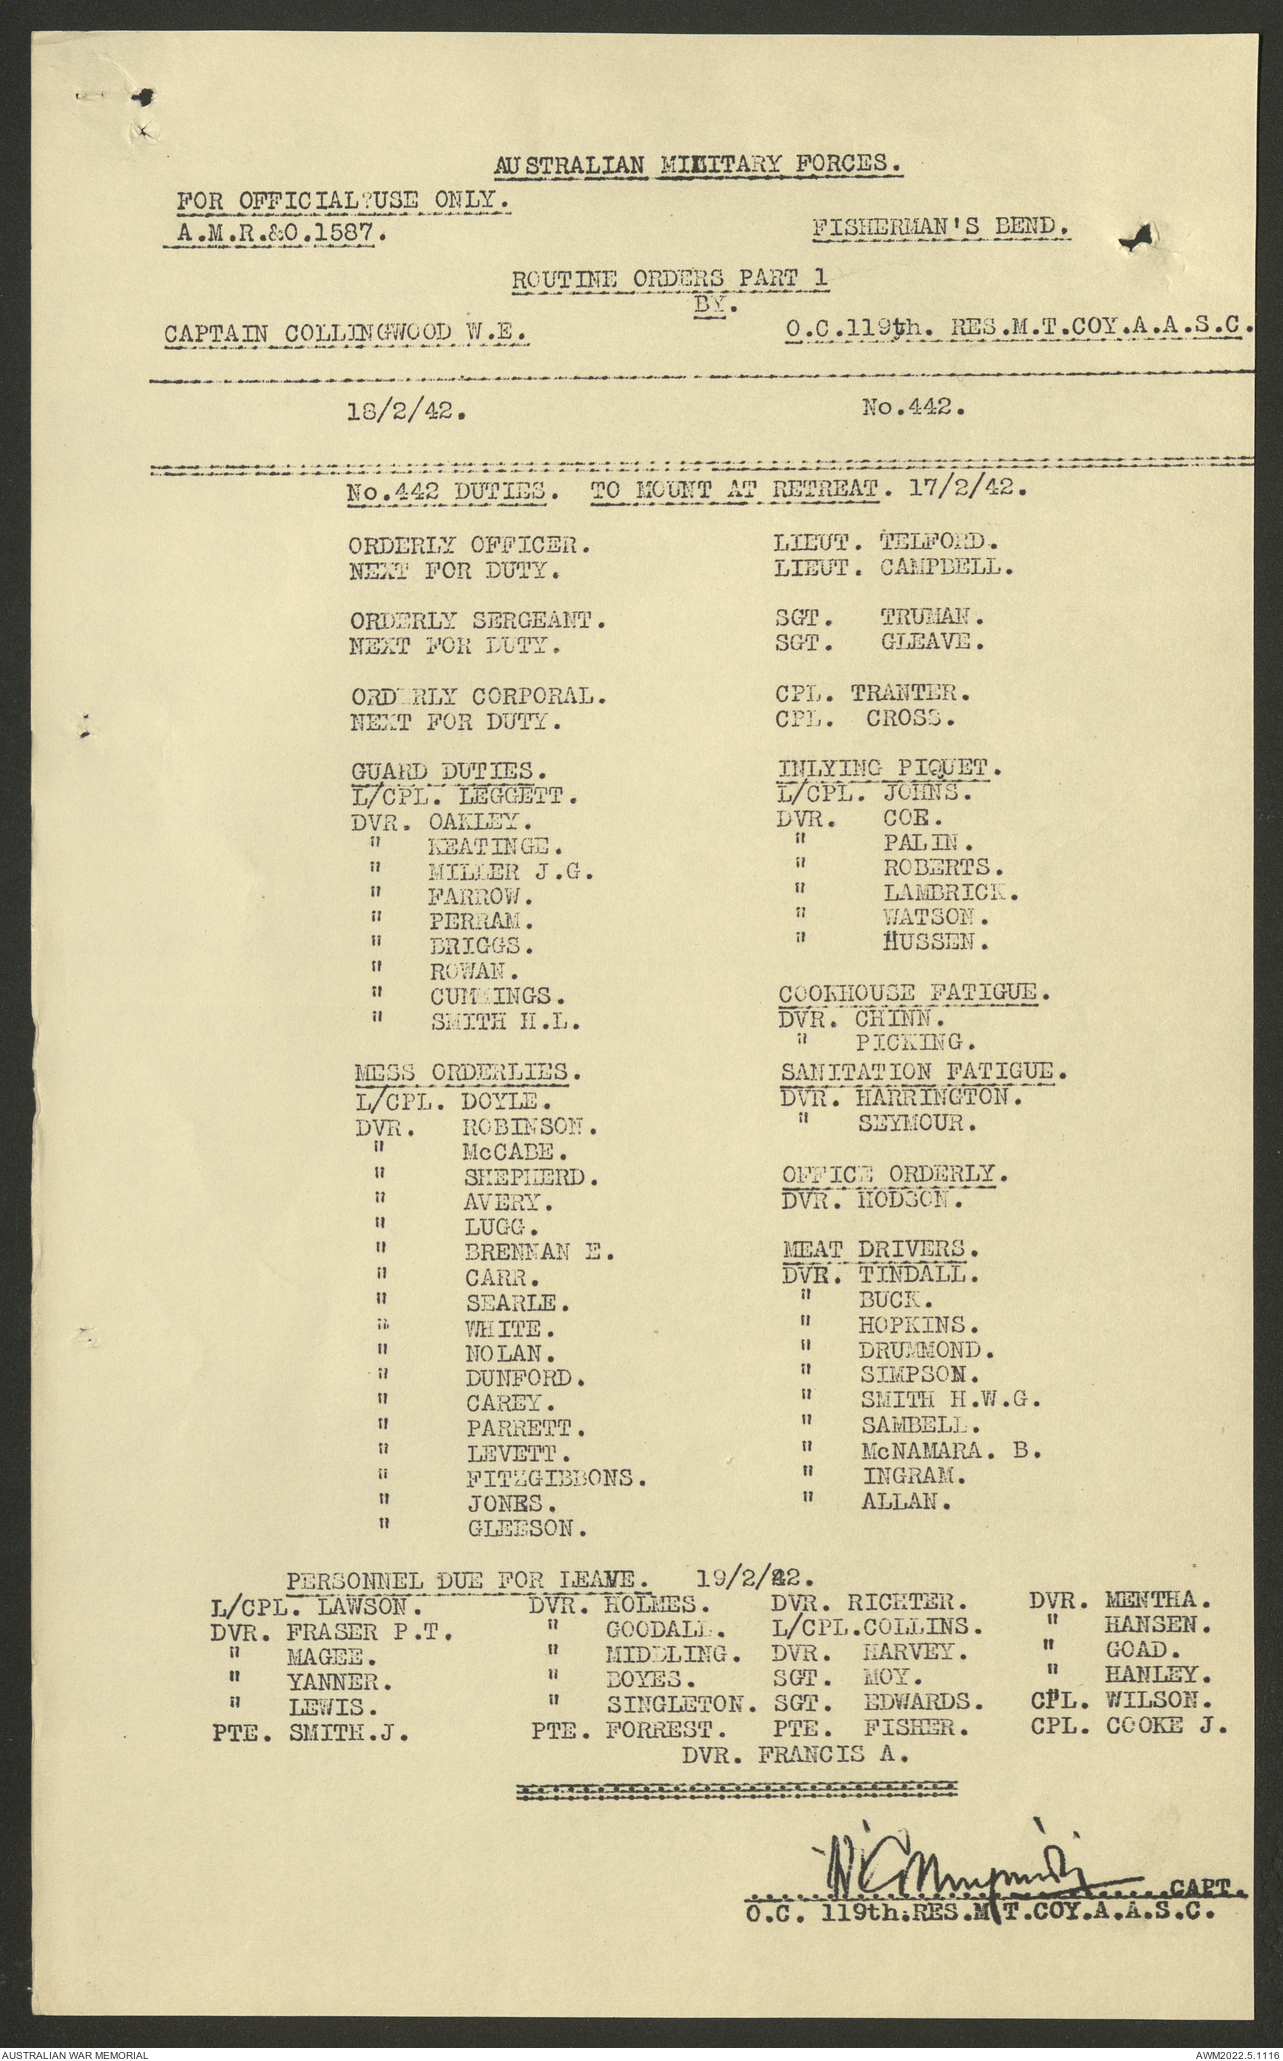 AUSTRALIAN MILITARY FORCES.
FOR OFFICIAL?USE ONLY.
A.M.R.&O.1587.
FISHERMAN'S BEND.
ROUTINE ORDERS PART 1
BY.
CAPTAIN COLLINGWOOD W.E. O.C.119th. RES.M.T.COY.A.A.S.C.
18/2/42. No.442.
No.442 DUTIES. TO MOUNT AT RETREAT. 17/2/42.
ORDERLY OFFICER. LIEUT. TELFORD.
NEXT FOR DUTY. LIEUT. CAMPBELL.
ORDERLY SERGEANT. SGT. TRUMAN.
NEXT FOR DUTY. SGT. GLEAVE.
ORDERLY CORPORAL. CPL. TRANTER.
NEXT FOR DUTY. CPL. CROSS.
GUARD DUTIES.
L/CPL. LEGGETT.
DVR. OAKLEY.
" KEATINGE.
" MILLER J.G.
" FARROW.
" PERRAM.
" BRIGGS.
" ROWAN.
" CUMMINGS.
" SMITH H.L.
MESS ORDERLIES.
L/CPL. DOYLE.
DVR. ROBINSON.
" McCABE.
" SHEPHERD.
" AVERY.
" LUGG.
" BRENNAN E.
" CARR.
" SEARLE.
" WHITE.
" NOLAN.
" DUNFORD.
" CAREY.
" PARRETT.
" LEVETT.
" FITZGIBBONS.
" JONES.
" GLEESON.
INLYING PIQUET.
L/CPL. JOHNS.
DVR. COE.
" PALIN.
" ROBERTS.
" LAMBRICK.
" WATSON.
" HUSSEN.
COOKHOUSE FATIGUE.
DVR. CHINN.
" PICKING.
SANITATION FATIGUE.
DVR. HARRINGTON.
" SEYMOUR.
OFFICE ORDERLY.
DVR. HODSON.
MEAT DRIVERS.
DVR. TINDALL.
" BUCK.
" HOPKINS.
" DRUMMOND.
" SIMPSON.
" SMITH H.W.G.
" SAMBELL.
" McNAMARA. B.
" INGRAM.
" ALLAN.
PERSONNEL DUE FOR LEAVE. 19/2/42.
L/CPL. LAWSON. DVR. HOLMES. DVR. RICHTER. DVR. MENTHA.
DVR. FRASER P.T. " GOODALL. L/CPL.COLLINS. " HANSEN.
" MAGEE. " MIDDLING. DVR. HARVEY. " GOAD.
" YANNER. " BOYES. SGT. MOY. " HANLEY.
" LEWIS. " SINGLETON. SGT. EDWARDS. CPL. WILSON.
PTE. SMITH.J. PTE. FORREST. PTE. FISHER. CPL. COOKE J.
DVR. FRANCIS A.
CAPT.
O.C. 119th.RES.M.T.COY.A.A.S.C.
AUSTRALIAN WAR MEMORIAL AWM2022.5.1116